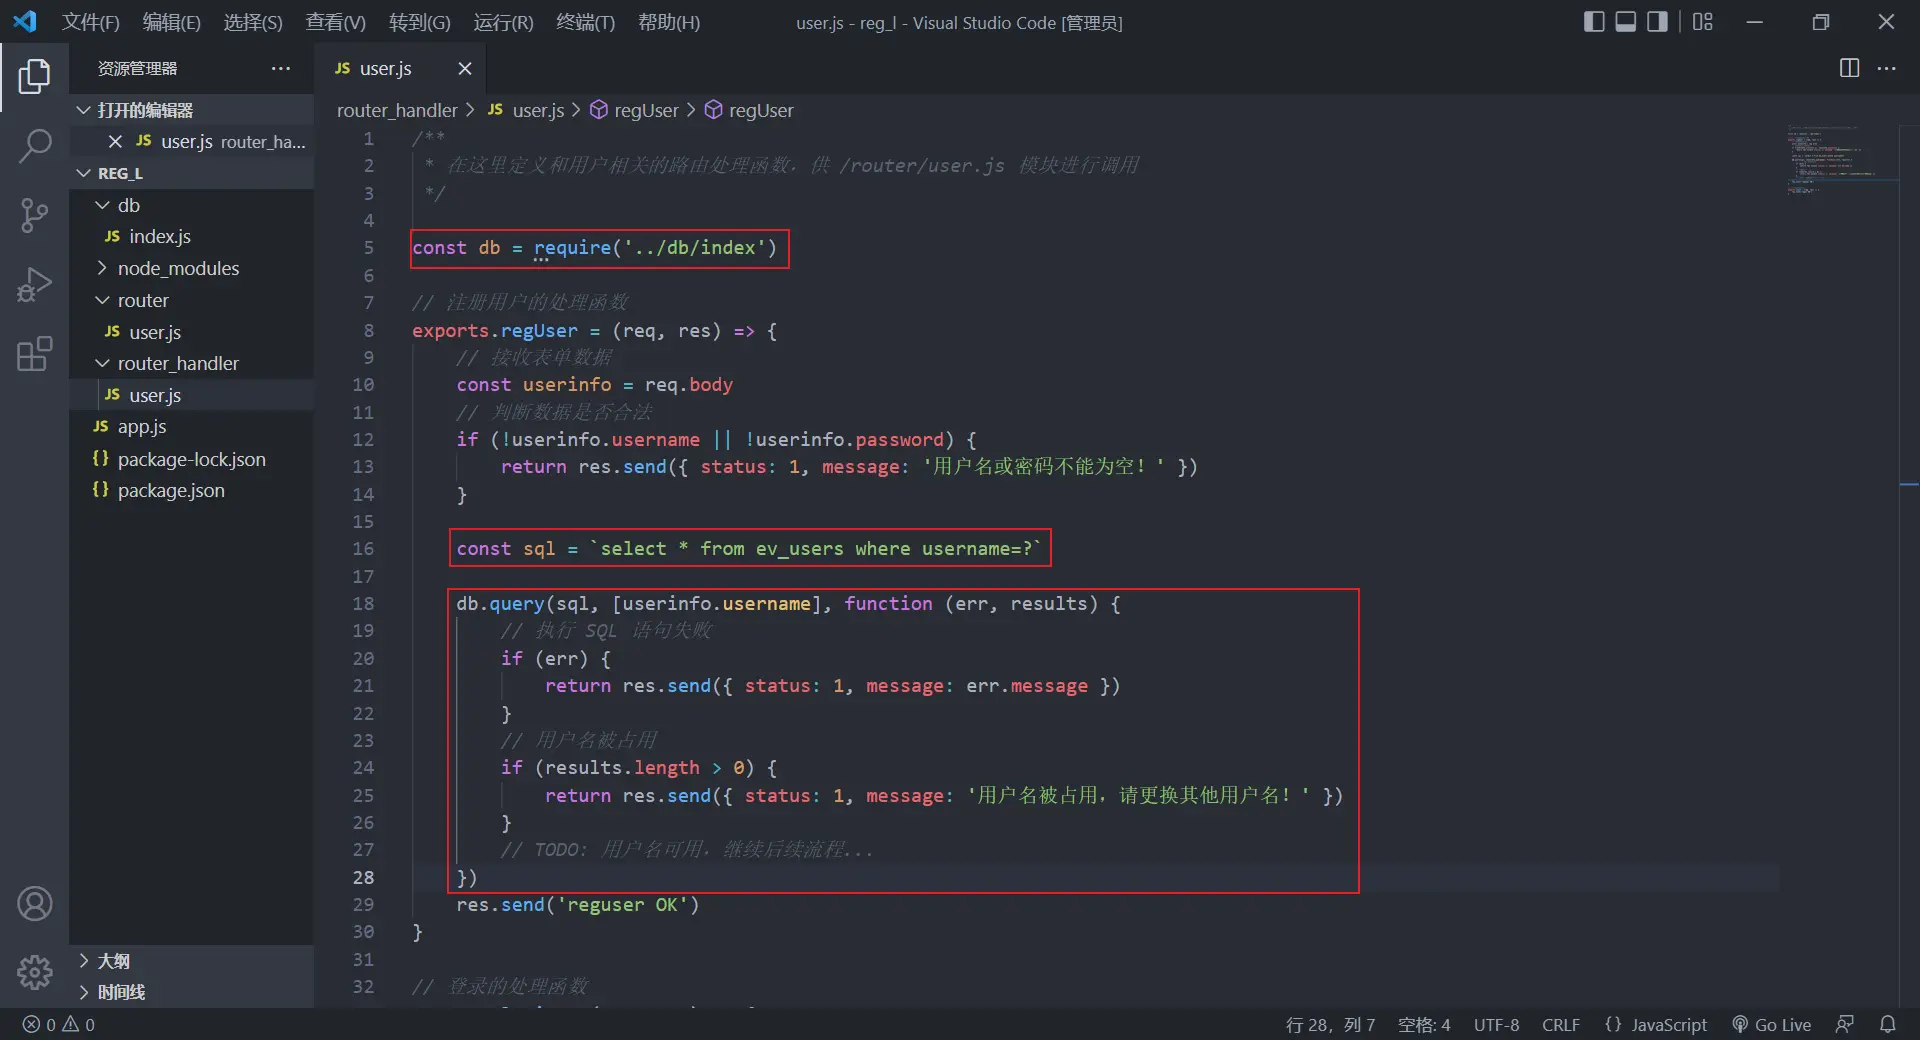 文件(F) 编辑(E) 选择(S) 查看(V) 转到(G) 运行(R) 终端(T) 帮助(H) user.js - reg_l - Visual Studio Code [管理员]
资源管理器
打开的编辑器
JS user.js router_ha...
REG_L
db
JS index.js
node_modules
router
JS user.js
router_handler
JS user.js
JS app.js
{} package-lock.json
{} package.json
大纲
时间线
JS user.js
router_handler > JS user.js > regUser > regUser
1 /**
2 * 在这里定义和用户相关的路由处理函数，供 /router/user.js 模块进行调用
3 */
4
5 const db = require('../db/index')
6
7 // 注册用户的处理函数
8 exports.regUser = (req, res) => {
9 // 接收表单数据
10 const userinfo = req.body
11 // 判断数据是否合法
12 if (!userinfo.username || !userinfo.password) {
13 return res.send({ status: 1, message: '用户名或密码不能为空！' })
14 }
15
16 const sql = `select * from ev_users where username=?`
17
18 db.query(sql, [userinfo.username], function (err, results) {
19 // 执行 SQL 语句失败
20 if (err) {
21 return res.send({ status: 1, message: err.message })
22 }
23 // 用户名被占用
24 if (results.length > 0) {
25 return res.send({ status: 1, message: '用户名被占用，请更换其他用户名！' })
26 }
27 // TODO: 用户名可用，继续后续流程...
28 })
29 res.send('reguser OK')
30 }
31
32 // 登录的处理函数
0 0 行 28，列 7 空格: 4 UTF-8 CRLF {} JavaScript Go Live